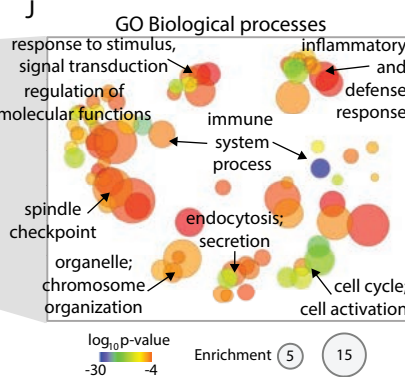 J
GO Biological processes
response to stimulus,
signal transduction
inflammatory
and
defense
response
regulation of
molecular functions
immune
system
process
spindle
checkpoint
endocytosis;
secretion
organelle;
chromosome
organization
cell cycle;
cell activation
log10p-value
-30 -4
Enrichment 5 15